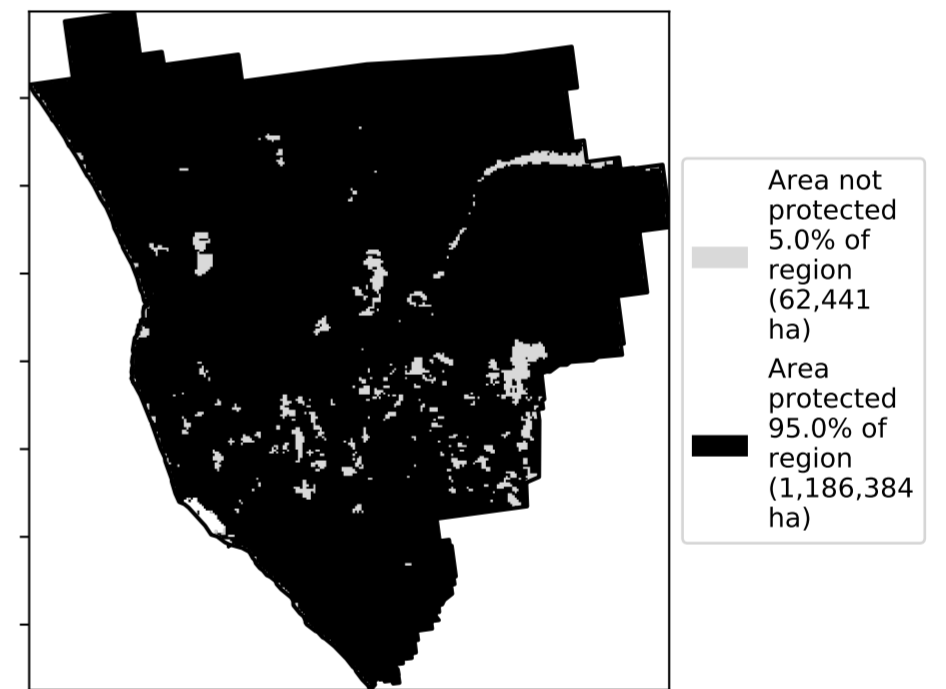 Area not
protected
5.0% of
region
(62,441
ha)
Area
protected
95.0% of
region
(1,186,384
ha)